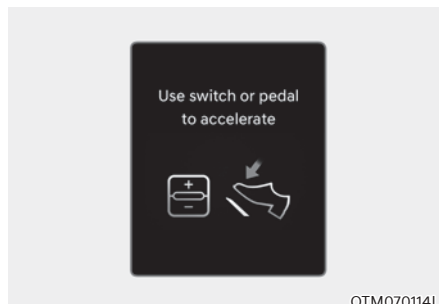 Use switch or pedal
to accelerate
+
−
OTM070114L